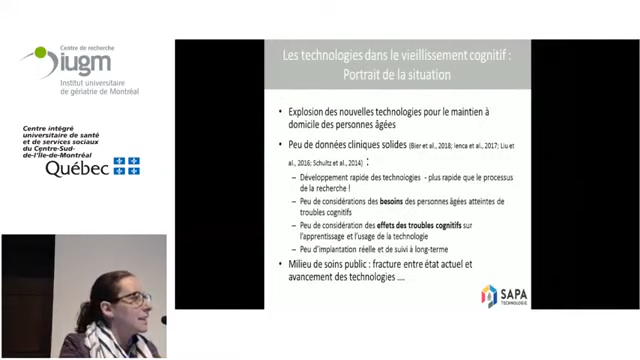 Centre de recherche
iugm
Institut universitaire
de gériatrie de Montréal
Centre intégré
universitaire de santé
et de services sociaux
du Centre-Sud-
de-l'Île-de-Montréal
Québec
Les technologies dans le vieillissement cognitif :
Portrait de la situation
• Explosion des nouvelles technologies pour le maintien à
domicile des personnes âgées
• Peu de données cliniques solides (Bier et al., 2018; Ienca et al., 2017; Liu et
al., 2016; Schultz et al., 2014) :
– Développement rapide des technologies - plus rapide que le processus
de la recherche !
– Peu de considérations des besoins des personnes âgées atteintes de
troubles cognitifs
– Peu de considération des effets des troubles cognitifs sur
l'apprentissage et l'usage de la technologie
– Peu d'implantation réelle et de suivi à long-terme
• Milieu de soins public : fracture entre état actuel et
avancement des technologies ....
SAPA
TECHNOLOGIE